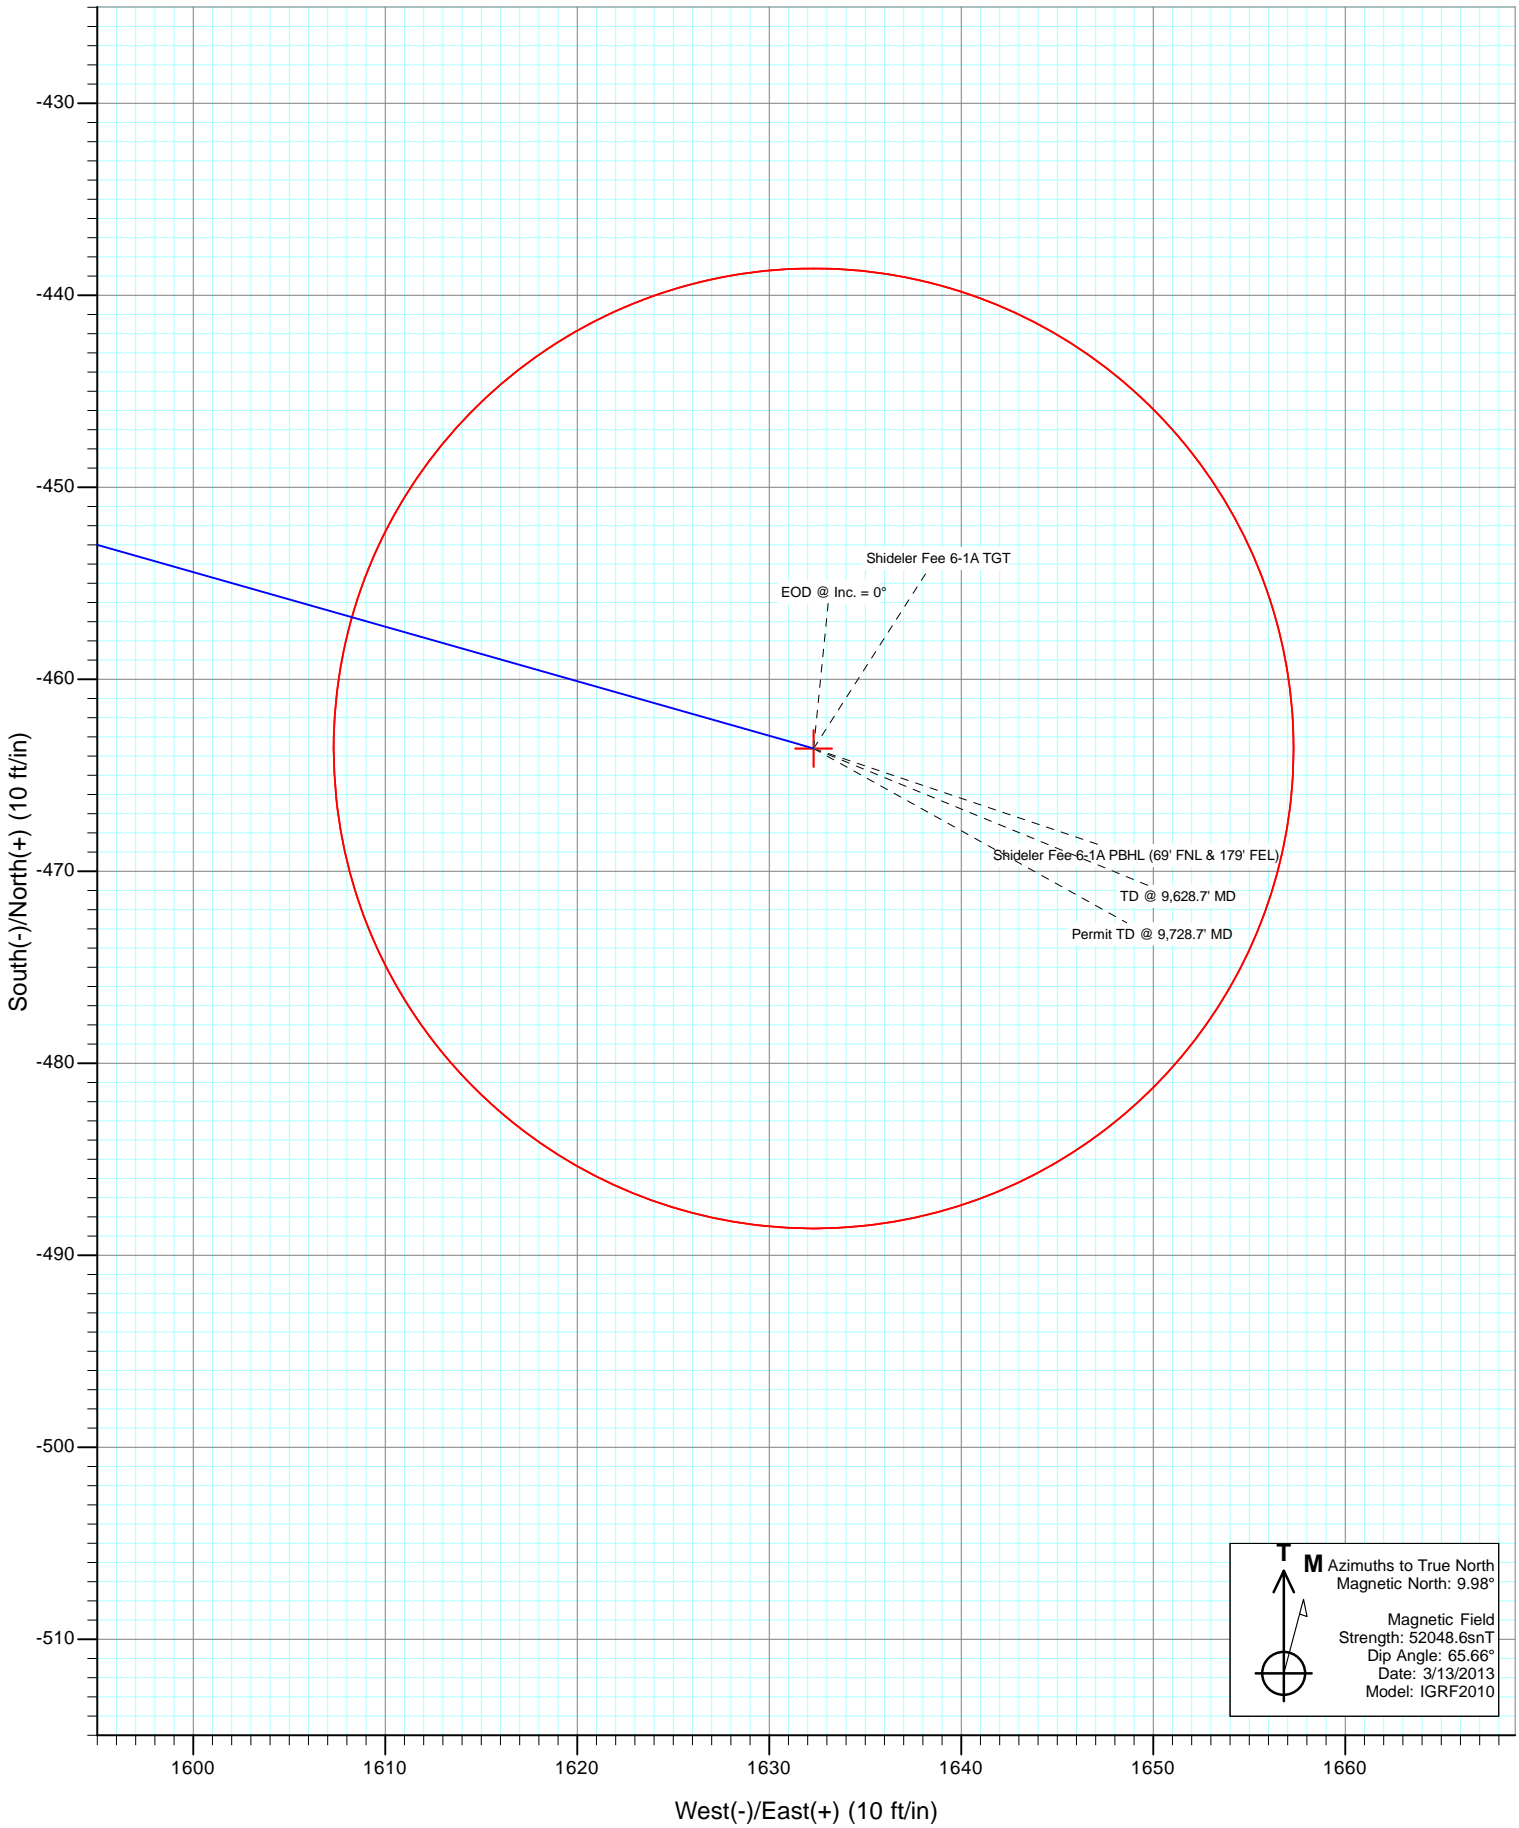 -430
-440
-450
-460
-470
-480
-490
-500
-510
South(-)/North(+) (10 ft/in)
Shideler Fee 6-1A TGT
EOD @ Inc. = 0°
Shideler Fee 6-1A PBHL (69' FNL & 179' FEL)
TD @ 9,628.7' MD
Permit TD @ 9,728.7' MD
T
M Azimuths to True North
Magnetic North: 9.98°
Magnetic Field
Strength: 52048.6snT
Dip Angle: 65.66°
Date: 3/13/2013
Model: IGRF2010
1600 1610 1620 1630 1640 1650 1660
West(-)/East(+) (10 ft/in)